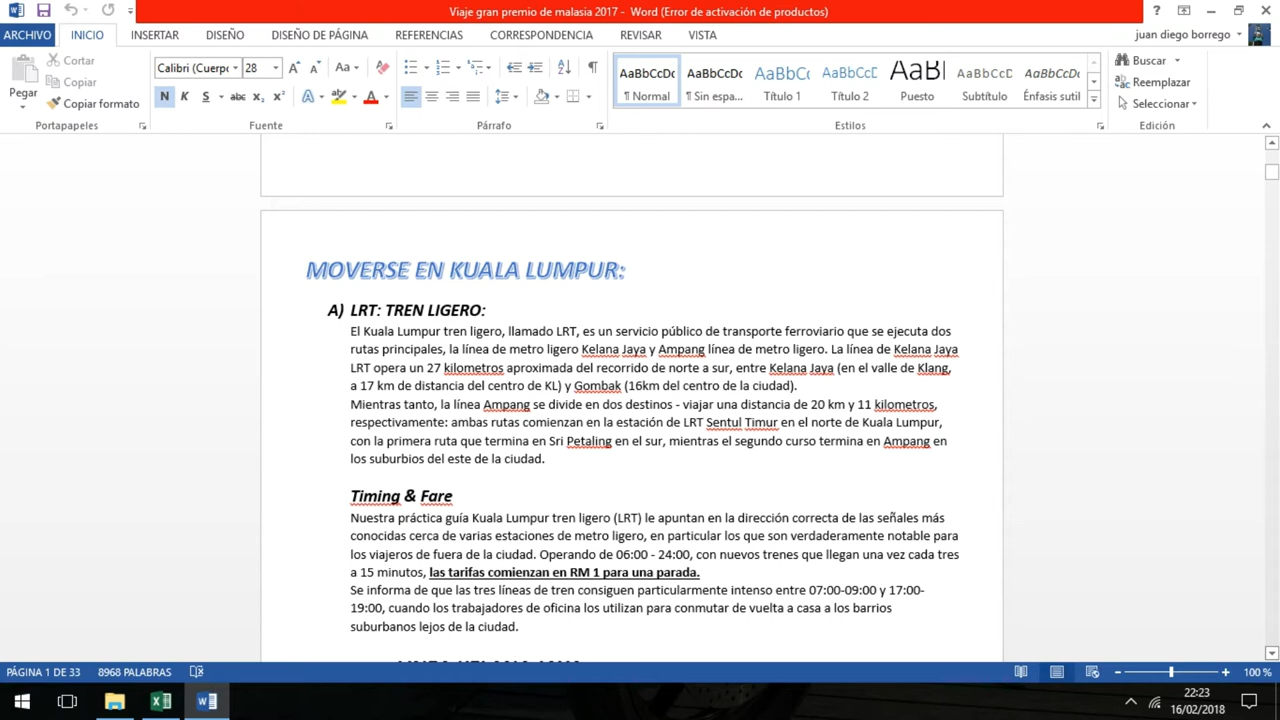 Viaje gran premio de malasia 2017 - Word (Error de activación de productos)
ARCHIVO INICIO INSERTAR DISEÑO DISEÑO DE PÁGINA REFERENCIAS CORRESPONDENCIA REVISAR VISTA juan diego borrego
Pegar Cortar Copiar Copiar formato
Portapapeles
Calibri (Cuerpo 28
Fuente
Párrafo
AaBbCcDc AaBbCcDc AaBbCc AaBbCcD AaBI AaBbCcD AaBbCcDc
¶ Normal ¶ Sin espa... Título 1 Título 2 Puesto Subtítulo Énfasis sutil
Estilos
Buscar
Reemplazar
Seleccionar
Edición
MOVERSE EN KUALA LUMPUR:
A) LRT: TREN LIGERO:
El Kuala Lumpur tren ligero, llamado LRT, es un servicio público de transporte ferroviario que se ejecuta dos
rutas principales, la línea de metro ligero Kelana Jaya y Ampang línea de metro ligero. La línea de Kelana Jaya
LRT opera un 27 kilometros aproximada del recorrido de norte a sur, entre Kelana Jaya (en el valle de Klang,
a 17 km de distancia del centro de KL) y Gombak (16km del centro de la ciudad).
Mientras tanto, la línea Ampang se divide en dos destinos - viajar una distancia de 20 km y 11 kilometros,
respectivamente: ambas rutas comienzan en la estación de LRT Sentul Timur en el norte de Kuala Lumpur,
con la primera ruta que termina en Sri Petaling en el sur, mientras el segundo curso termina en Ampang en
los suburbios del este de la ciudad.
Timing & Fare
Nuestra práctica guía Kuala Lumpur tren ligero (LRT) le apuntan en la dirección correcta de las señales más
conocidas cerca de varias estaciones de metro ligero, en particular los que son verdaderamente notable para
los viajeros de fuera de la ciudad. Operando de 06:00 - 24:00, con nuevos trenes que llegan una vez cada tres
a 15 minutos, las tarifas comienzan en RM 1 para una parada.
Se informa de que las tres líneas de tren consiguen particularmente intenso entre 07:00-09:00 y 17:00-
19:00, cuando los trabajadores de oficina los utilizan para conmutar de vuelta a casa a los barrios
suburbanos lejos de la ciudad.
PÁGINA 1 DE 33 8968 PALABRAS 100 %
22:23
16/02/2018